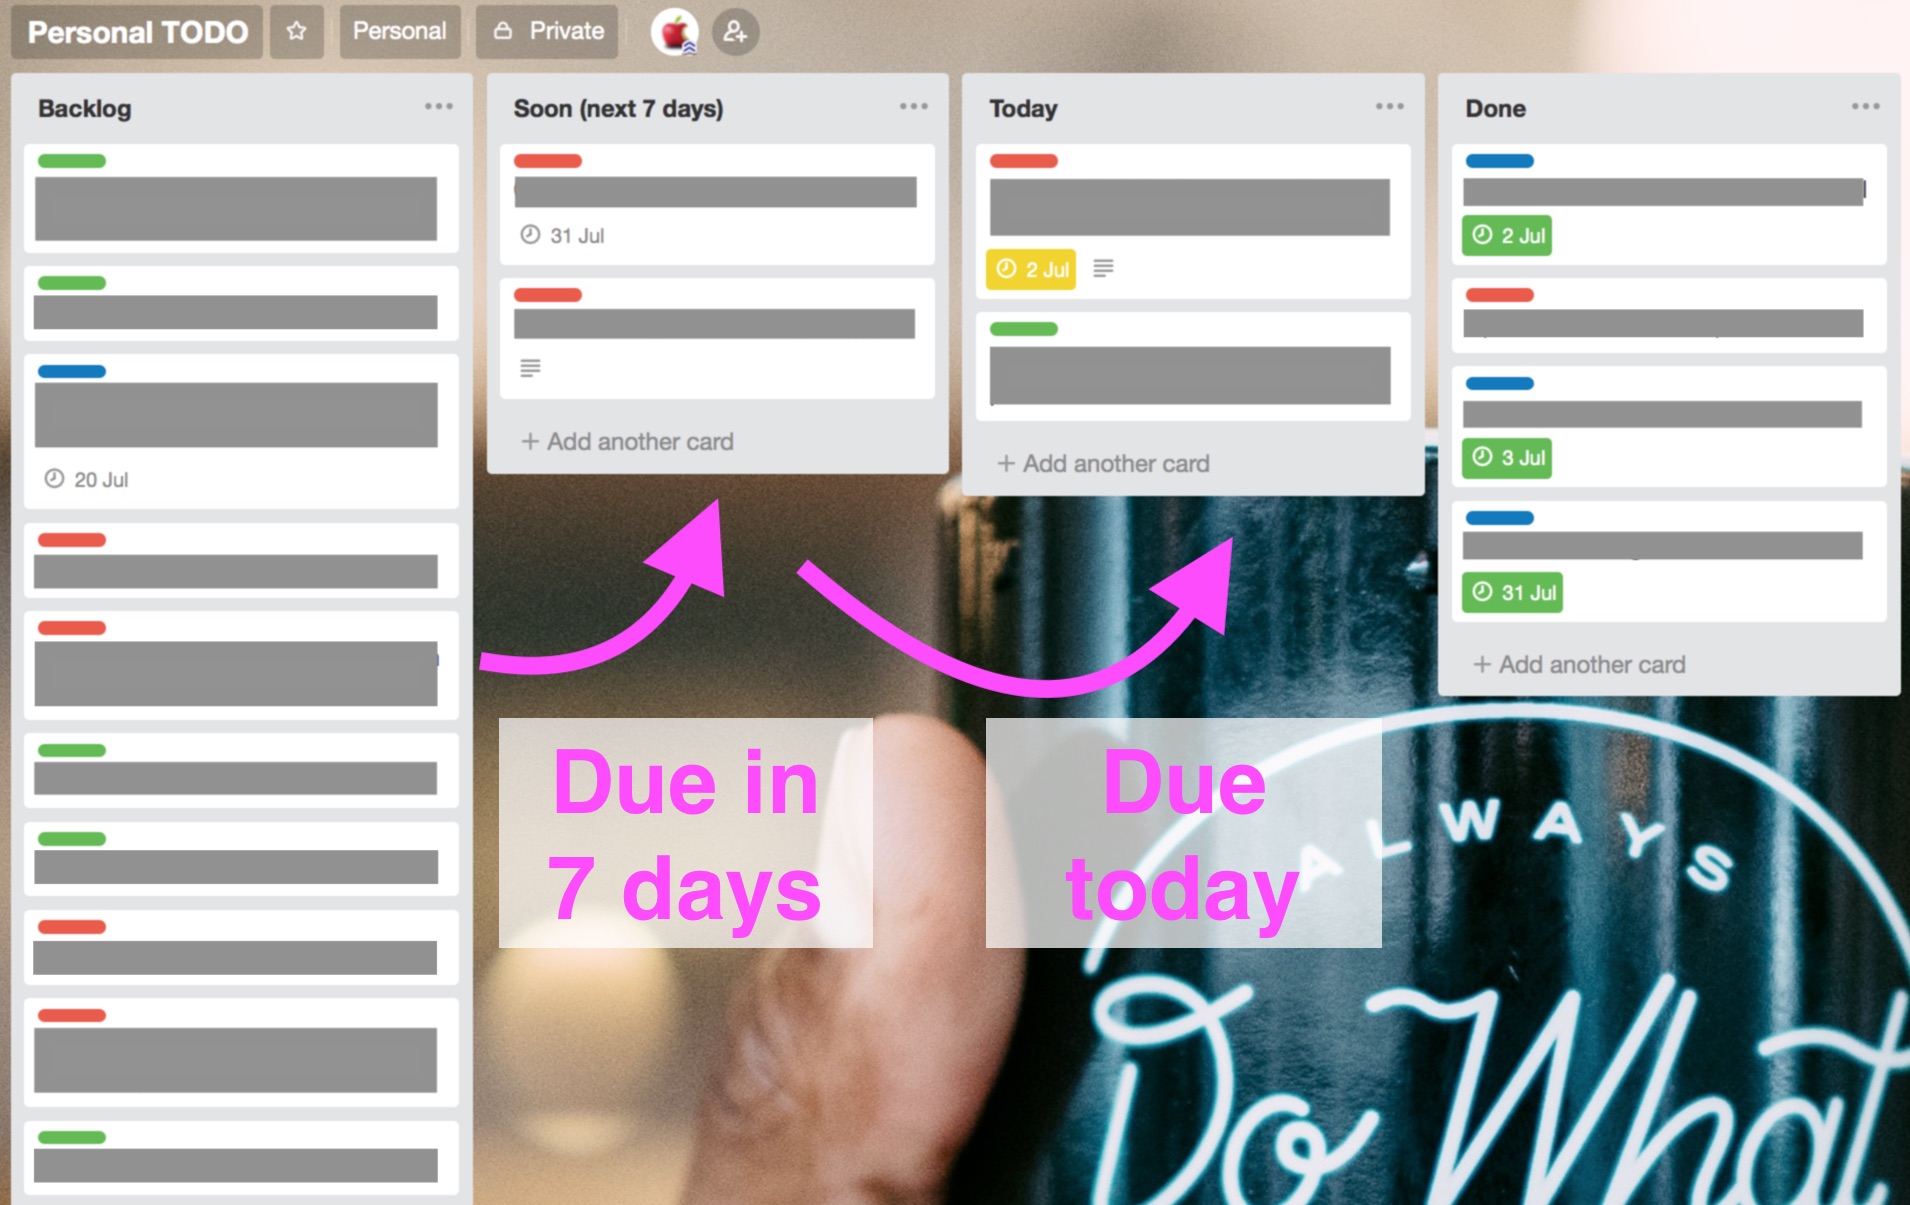 Personal TODO
Personal
Private
Backlog
20 Jul
Soon (next 7 days)
31 Jul
+ Add another card
Today
2 Jul
+ Add another card
Done
2 Jul
3 Jul
31 Jul
+ Add another card
Due in
7 days
Due
today
ALWAYS
Do What